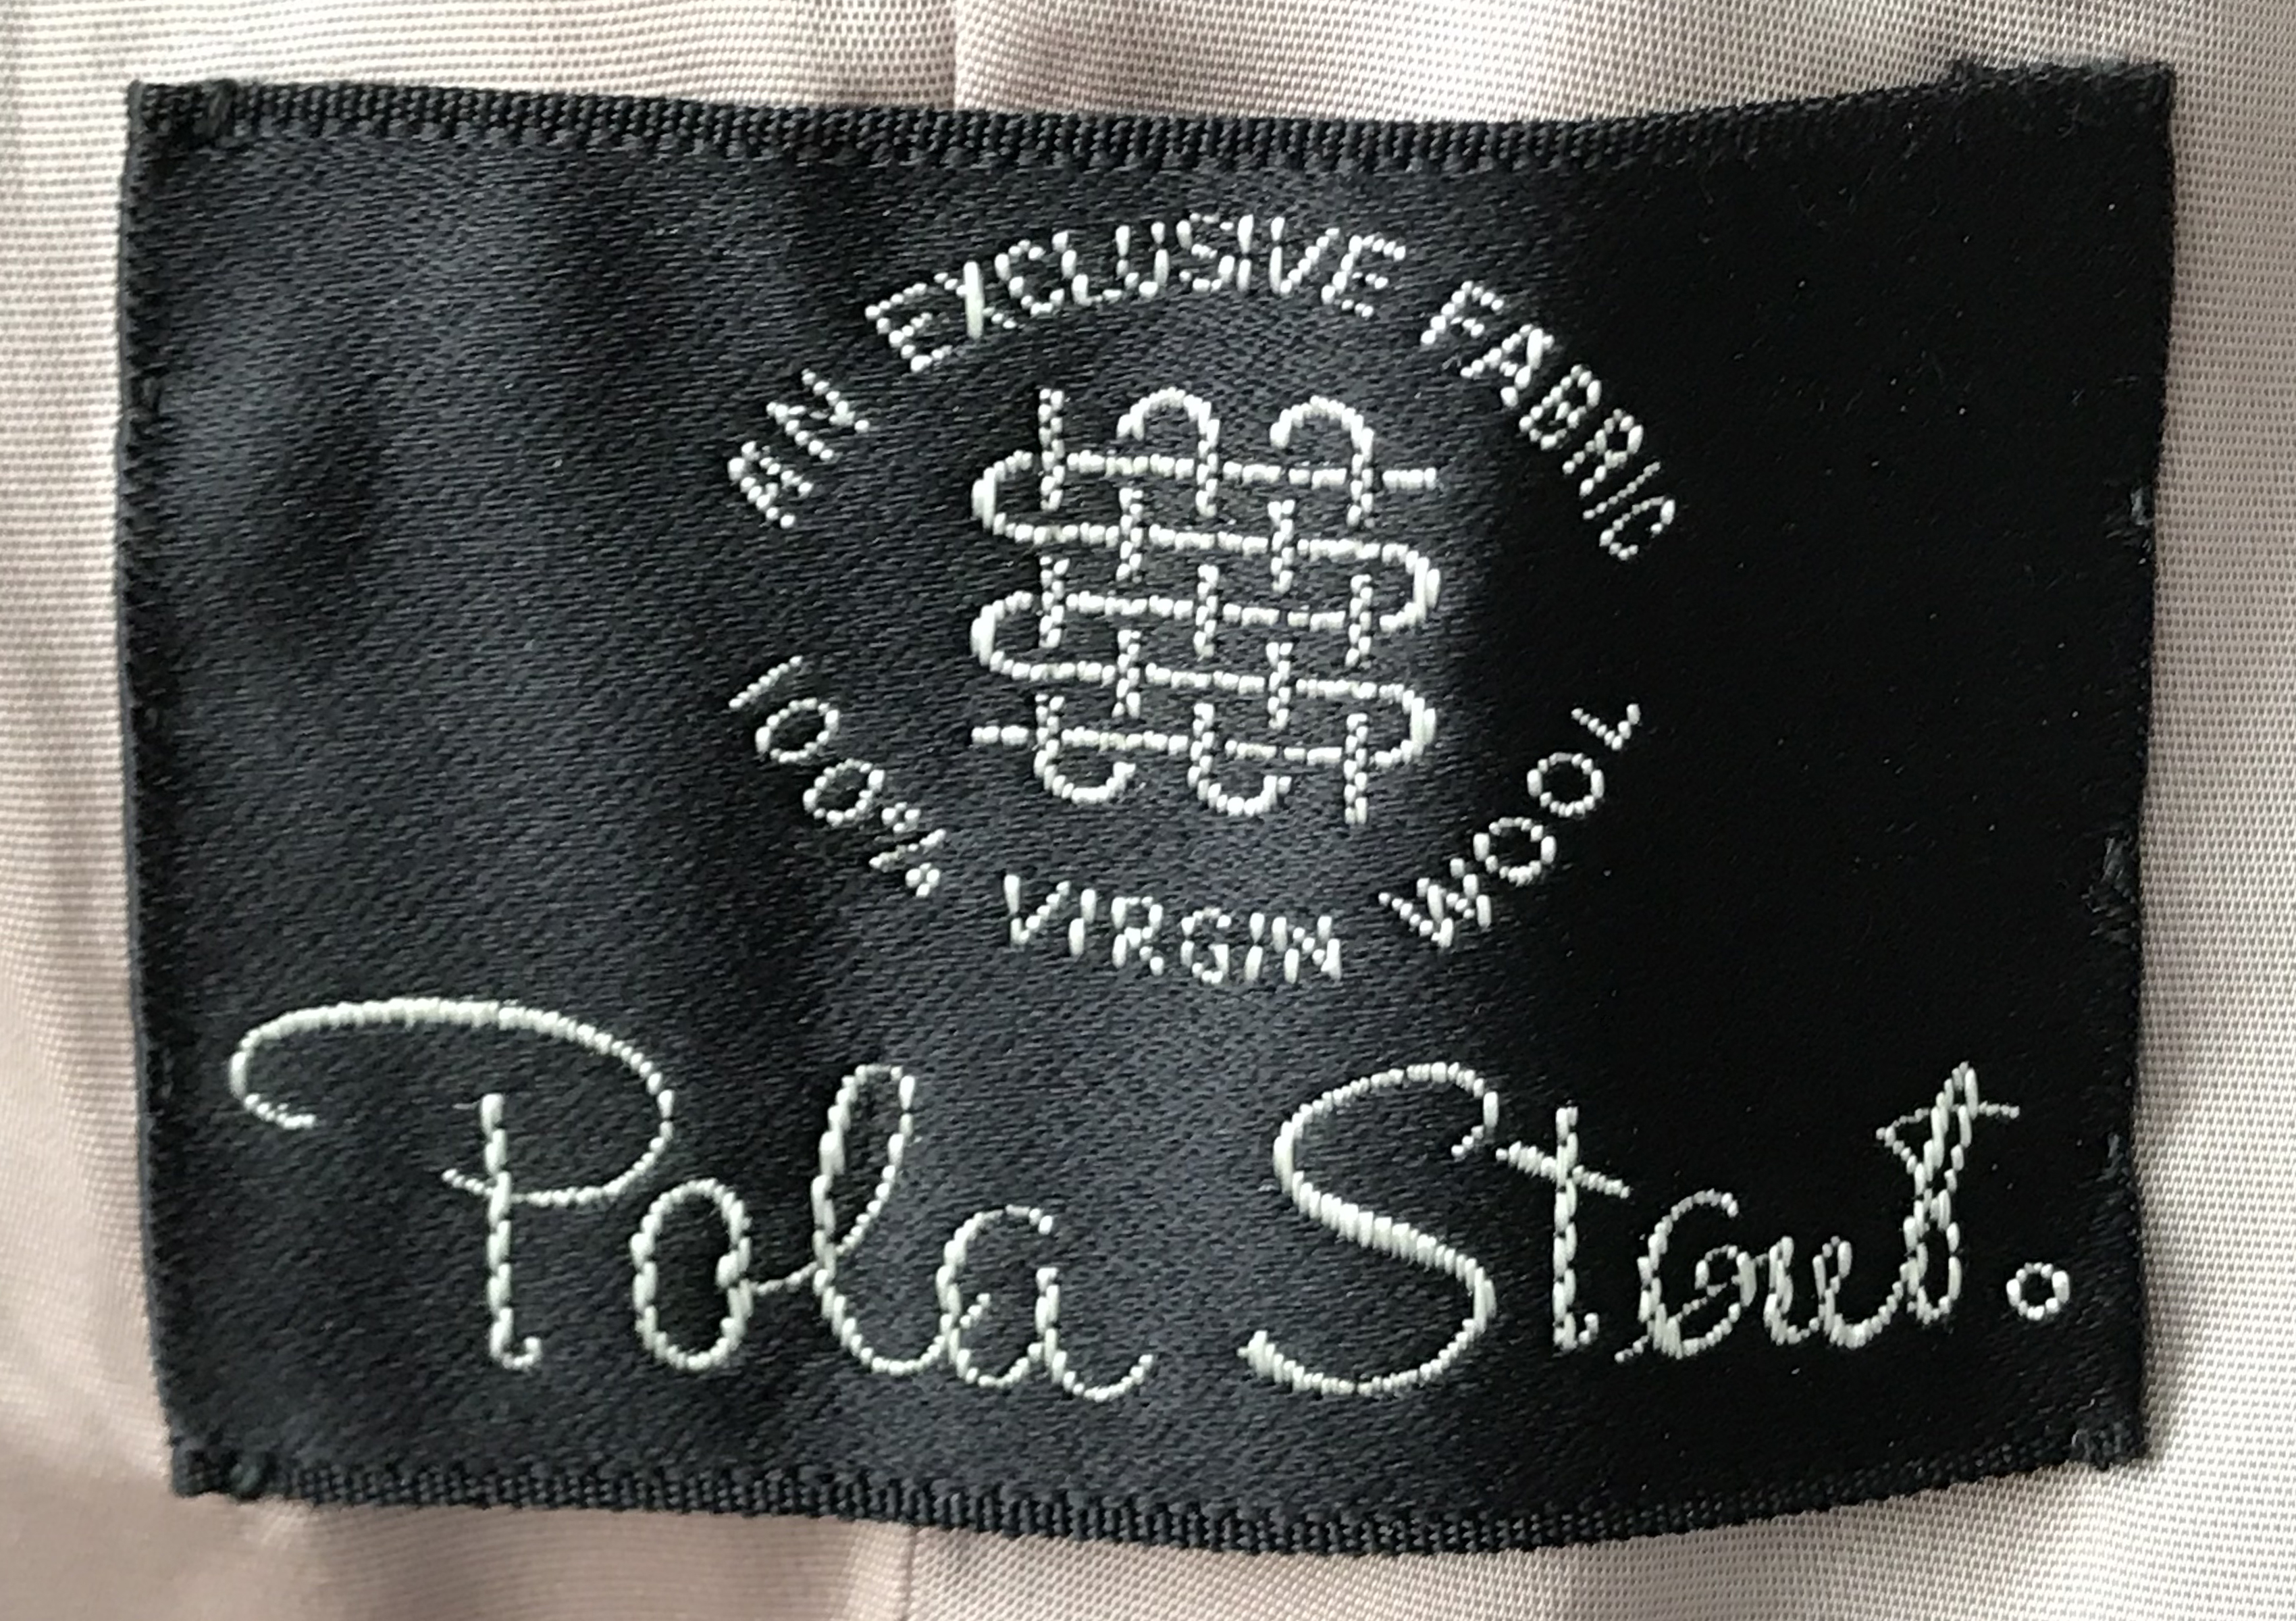 AN EXCLUSIVE FABRIC
100% VIRGIN WOOL
Pola Stout.